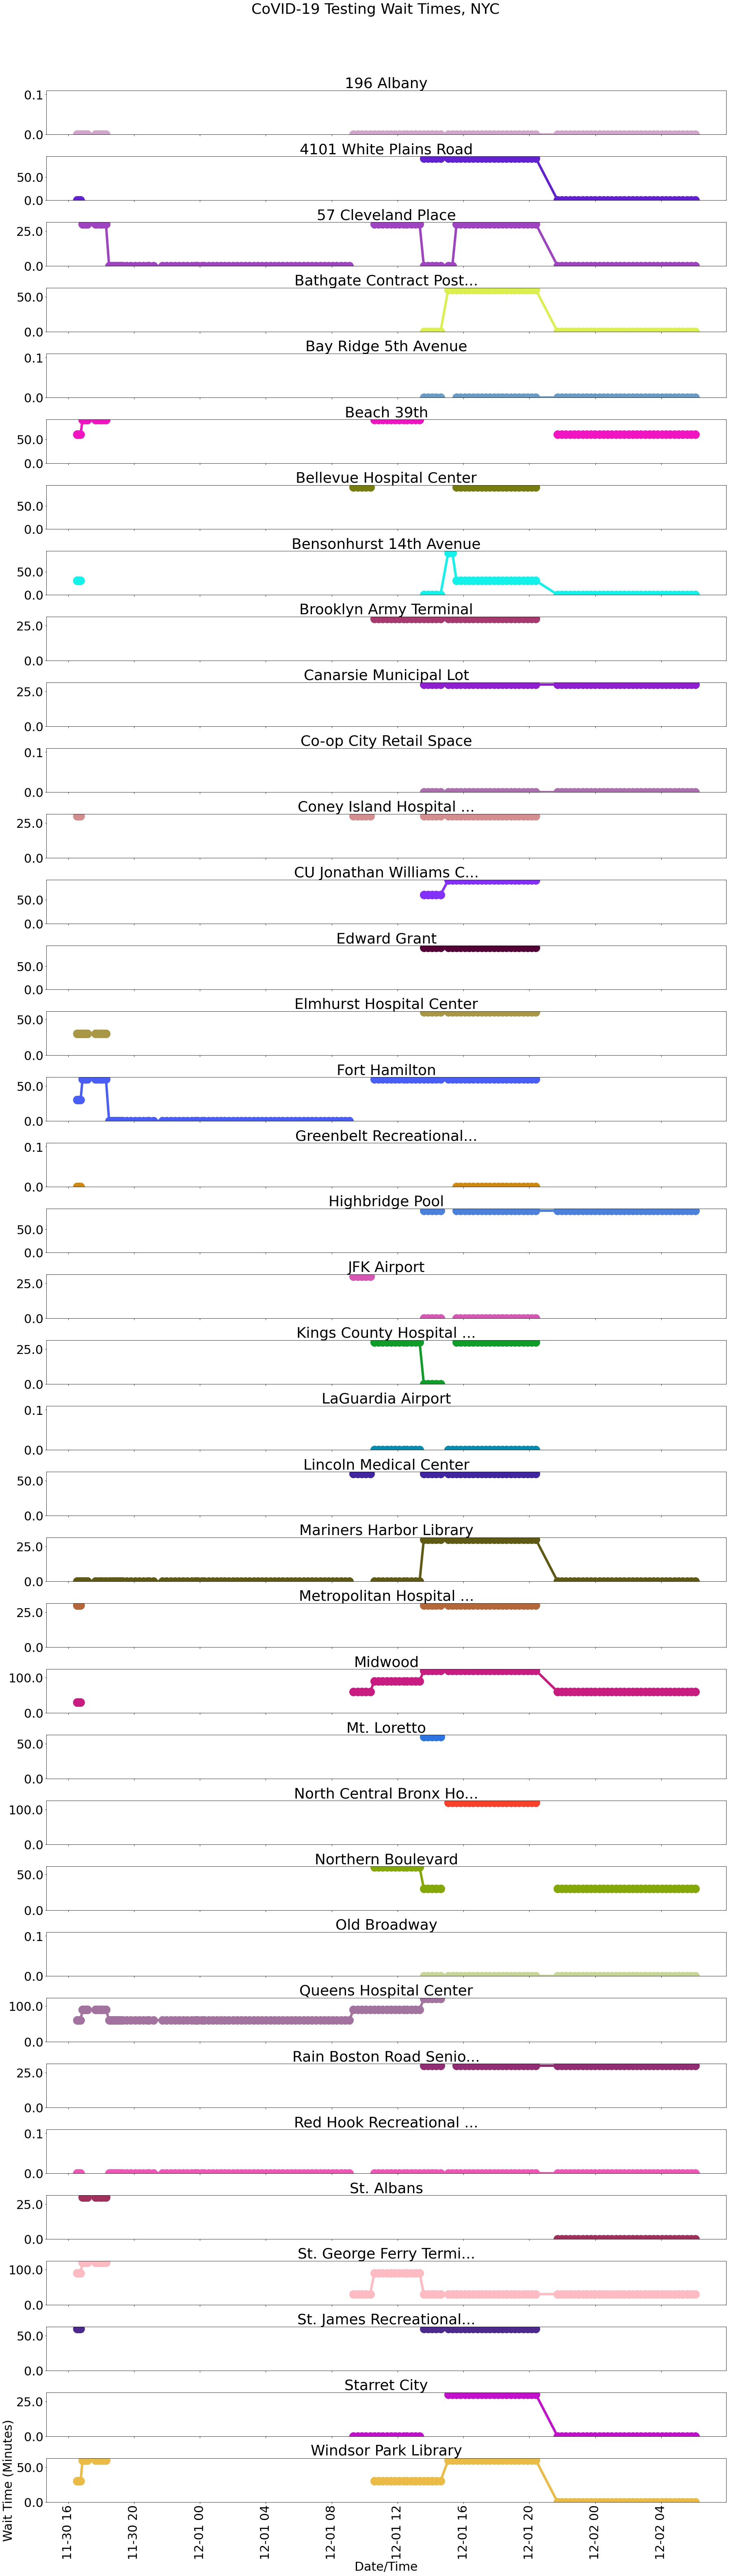 CoVID-19 Testing Wait Times, NYC
196 Albany
0.1
0.0
4101 White Plains Road
50.0
0.0
57 Cleveland Place
25.0
0.0
Bathgate Contract Post...
50.0
0.0
Bay Ridge 5th Avenue
0.1
0.0
Beach 39th
50.0
0.0
Bellevue Hospital Center
50.0
0.0
Bensonhurst 14th Avenue
50.0
0.0
Brooklyn Army Terminal
25.0
0.0
Canarsie Municipal Lot
25.0
0.0
Co-op City Retail Space
0.1
0.0
Coney Island Hospital ...
25.0
0.0
CU Jonathan Williams C...
50.0
0.0
Edward Grant
50.0
0.0
Elmhurst Hospital Center
50.0
0.0
Fort Hamilton
50.0
0.0
Greenbelt Recreational...
0.1
0.0
Highbridge Pool
50.0
0.0
JFK Airport
25.0
0.0
Kings County Hospital ...
25.0
0.0
LaGuardia Airport
0.1
0.0
Lincoln Medical Center
50.0
0.0
Mariners Harbor Library
25.0
0.0
Metropolitan Hospital ...
25.0
0.0
Midwood
100.0
0.0
Mt. Loretto
50.0
0.0
North Central Bronx Ho...
100.0
0.0
Northern Boulevard
50.0
0.0
Old Broadway
0.1
0.0
Queens Hospital Center
100.0
0.0
Rain Boston Road Senio...
25.0
0.0
Red Hook Recreational ...
0.1
0.0
St. Albans
25.0
0.0
St. George Ferry Termi...
100.0
0.0
St. James Recreational...
50.0
0.0
Starret City
25.0
0.0
Windsor Park Library
50.0
0.0
Wait Time (Minutes)
11-30 16
11-30 20
12-01 00
12-01 04
12-01 08
12-01 12
12-01 16
12-01 20
12-02 00
12-02 04
Date/Time